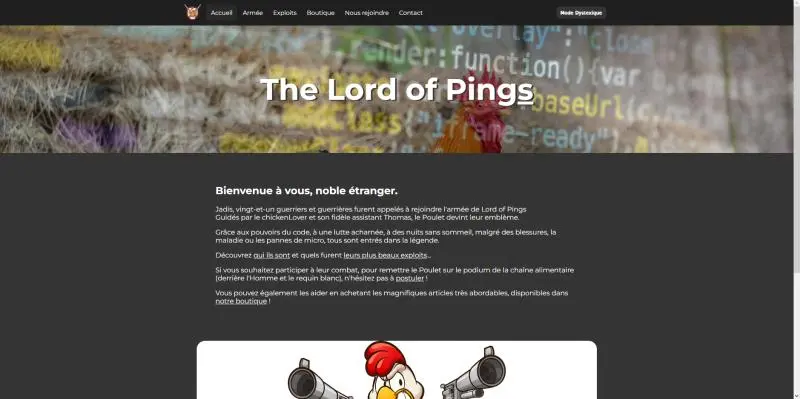 Accueil Armée Exploits Boutique Nous rejoindre Contact Mode Dyslexique
overlay":"close
render:function(){var
baseUrl(
Class("iframe-ready");
The Lord of Pings
Bienvenue à vous, noble étranger.
Jadis, vingt-et-un guerriers et guerrières furent appelés à rejoindre l'armée de Lord of Pings
Guidés par le chickenLover et son fidèle assistant Thomas, le Poulet devint leur emblème.
Grâce aux pouvoirs du code, à une lutte acharnée, à des nuits sans sommeil, malgré des blessures, la
maladie ou les pannes de micro, tous sont entrés dans la légende.
Découvrez qui ils sont et quels furent leurs plus beaux exploits...
Si vous souhaitez participer à leur combat, pour remettre le Poulet sur le podium de la chaîne alimentaire
(derrière l'Homme et le requin blanc), n'hésitez pas à postuler !
Vous pouvez également les aider en achetant les magnifiques articles très abordables, disponibles dans
notre boutique !